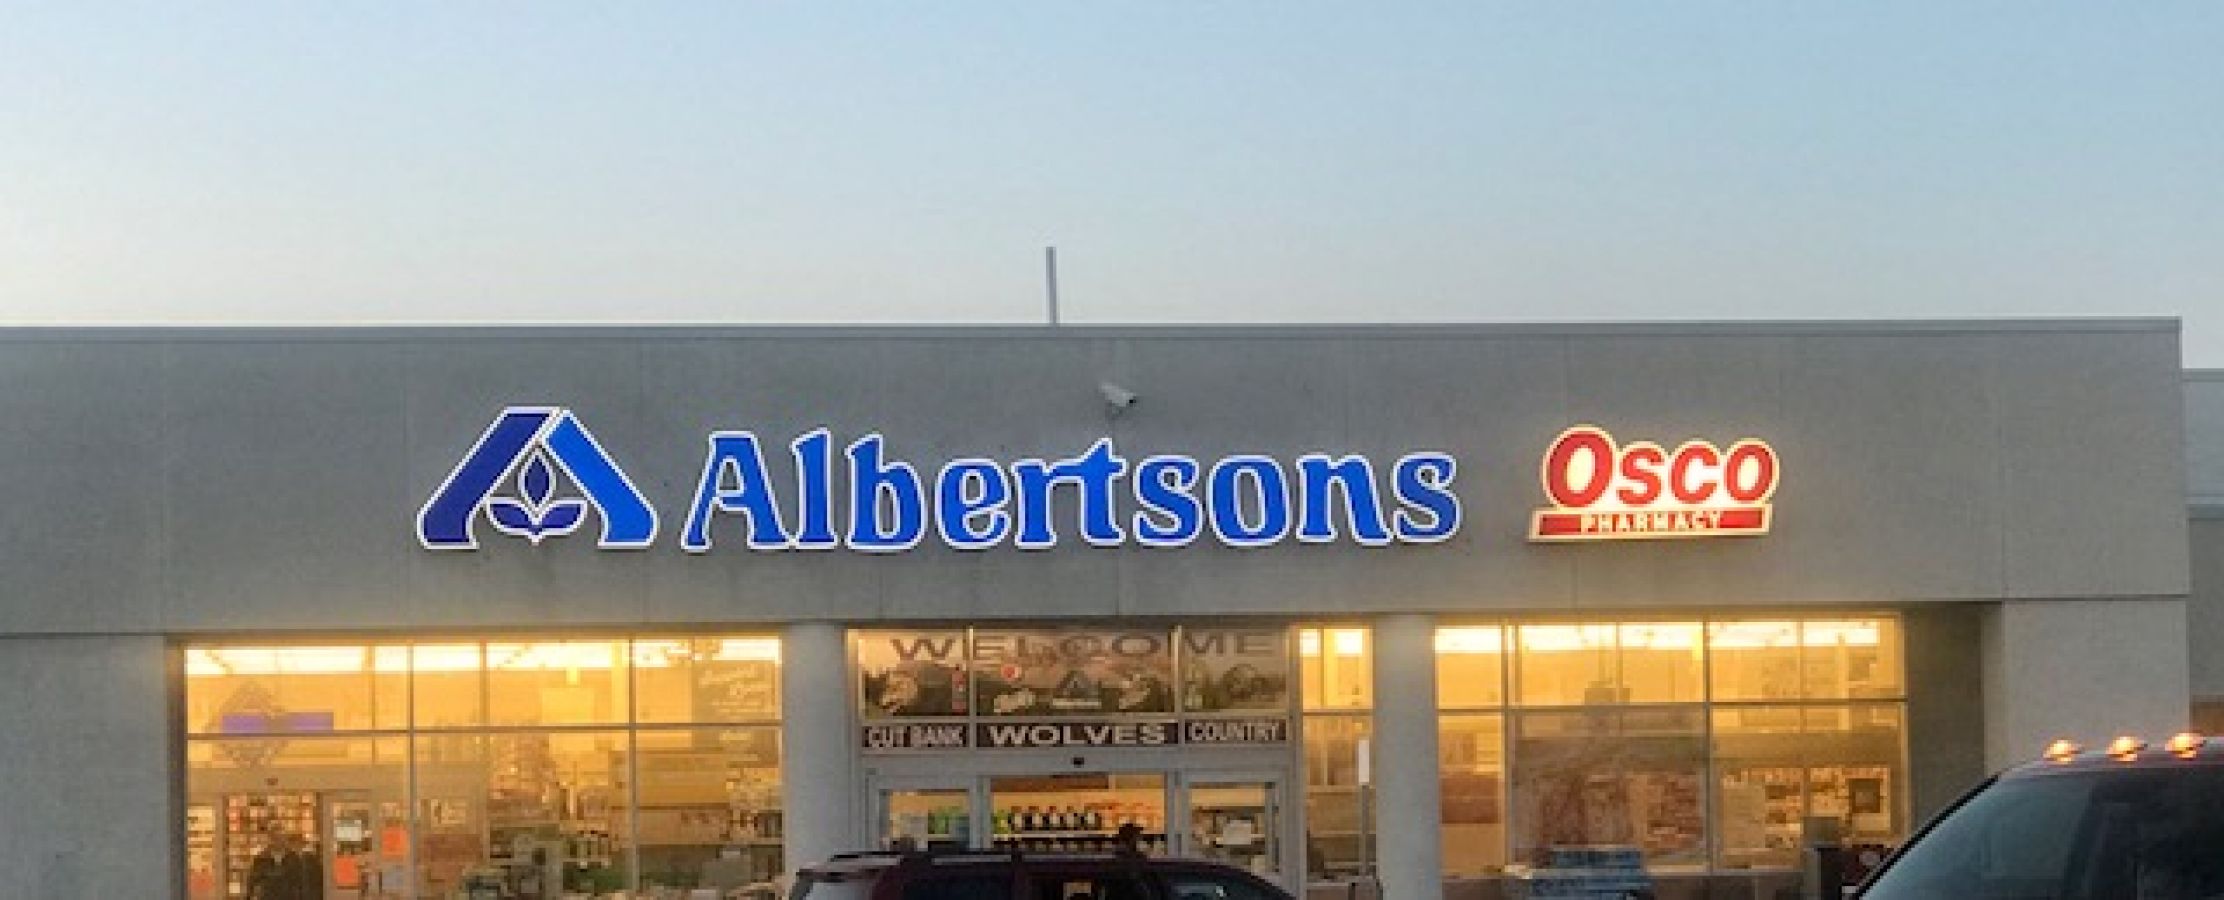 Albertsons
Osco
PHARMACY
WELCOME
CUT BANK WOLVES COUNTRY